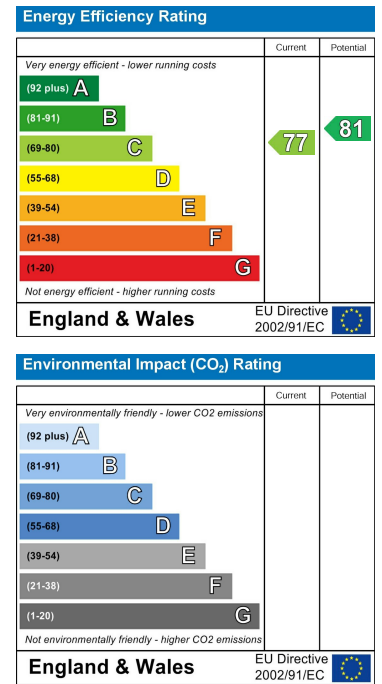 Energy Efficiency Rating
Current Potential
Very energy efficient - lower running costs
(92 plus) A
(81-91) B
(69-80) C
(55-68) D
(39-54) E
(21-38) F
(1-20) G
77 81
Not energy efficient - higher running costs
England & Wales
EU Directive
2002/91/EC
Environmental Impact (CO₂) Rating
Current Potential
Very environmentally friendly - lower CO2 emissions
(92 plus) A
(81-91) B
(69-80) C
(55-68) D
(39-54) E
(21-38) F
(1-20) G
Not environmentally friendly - higher CO2 emissions
England & Wales
EU Directive
2002/91/EC